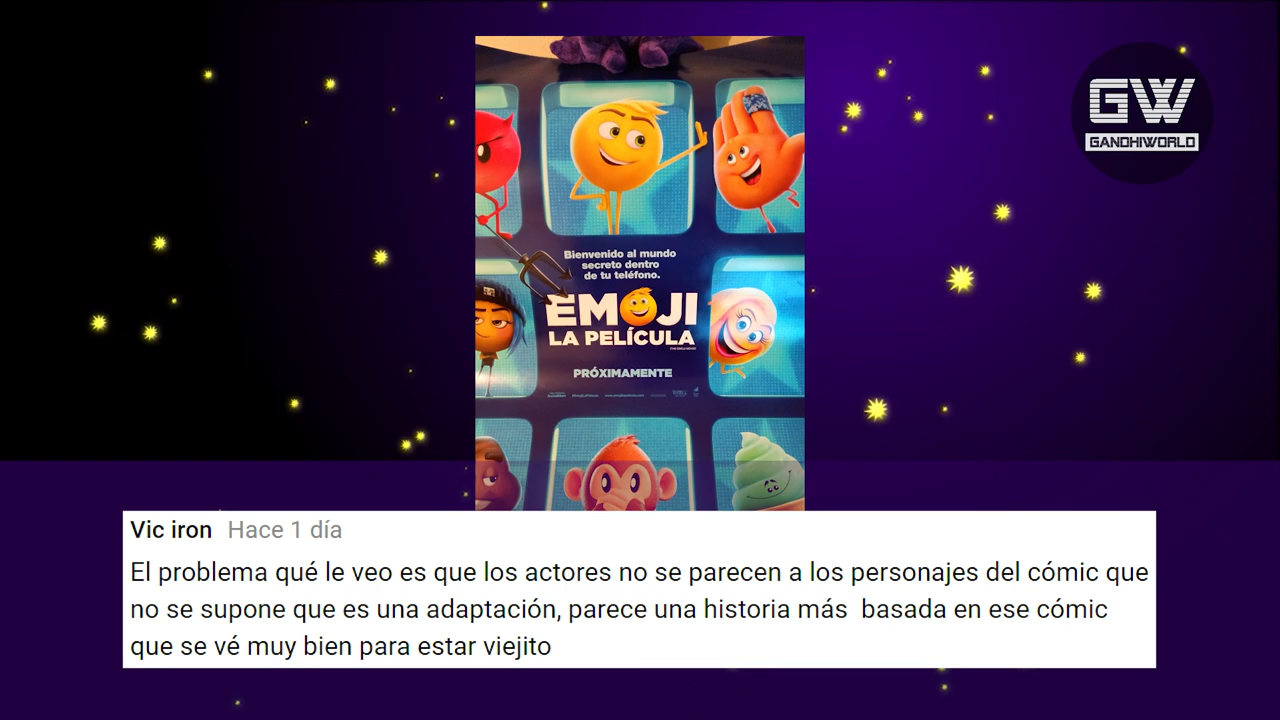 GW
GANDHIWORLD
Bienvenido al mundo
secreto dentro
de tu teléfono.
EMOJI
LA PELÍCULA
PRÓXIMAMENTE
Vic iron Hace 1 día
El problema qué le veo es que los actores no se parecen a los personajes del cómic que
no se supone que es una adaptación, parece una historia más basada en ese cómic
que se vé muy bien para estar viejito